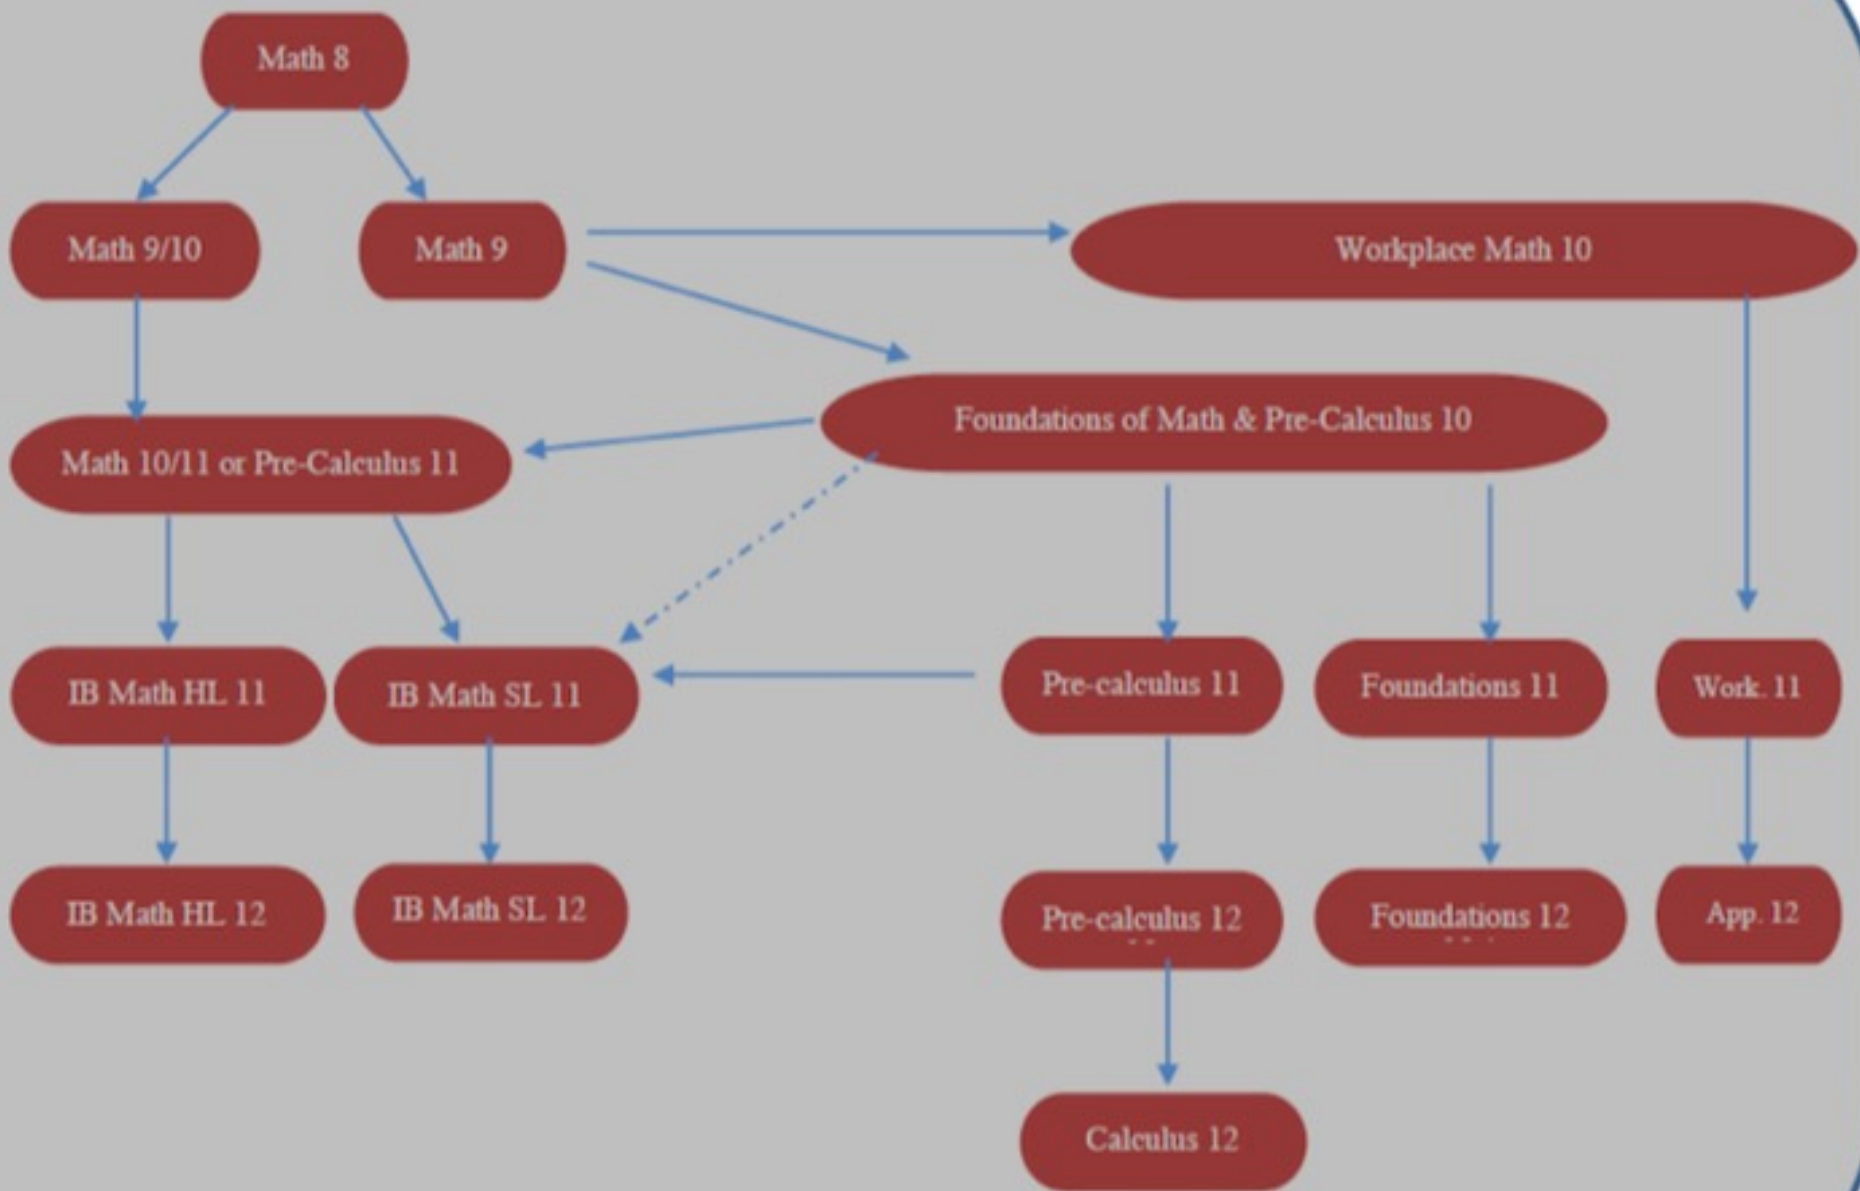 Math 8
Math 9/10
Math 9
Workplace Math 10
Foundations of Math & Pre-Calculus 10
Math 10/11 or Pre-Calculus 11
IB Math HL 11
IB Math SL 11
Pre-calculus 11
Foundations 11
Work. 11
IB Math HL 12
IB Math SL 12
Pre-calculus 12
Foundations 12
App. 12
Calculus 12